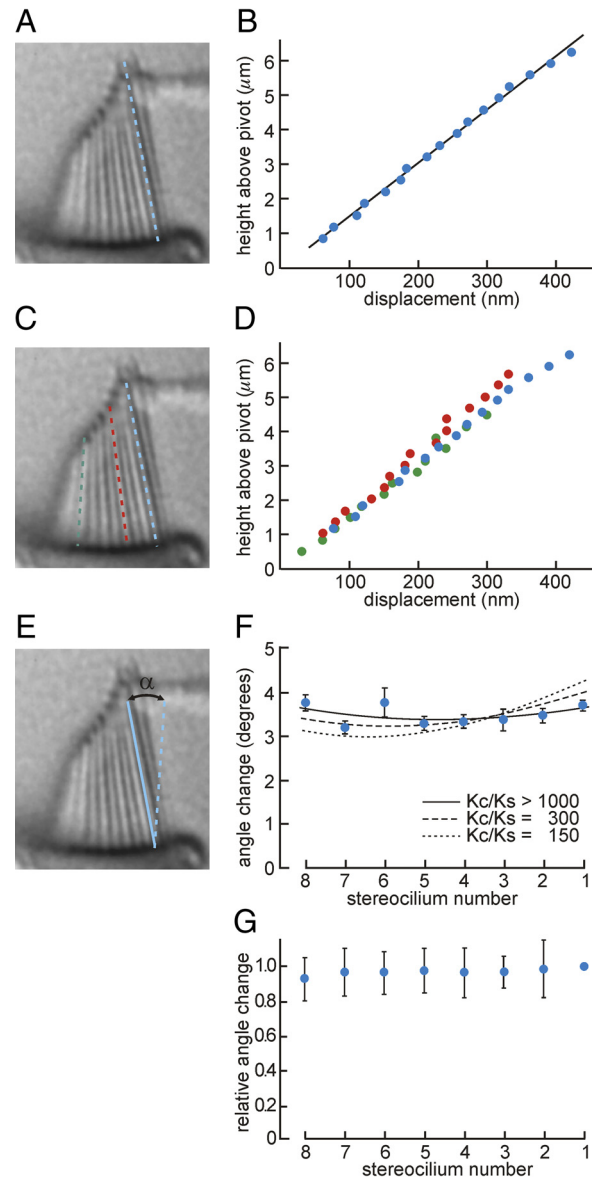 A
B
height above pivot (μm)
6
5
4
3
2
1
0
100 200 300 400
displacement (nm)
C
D
height above pivot (μm)
6
5
4
3
2
1
0
100 200 300 400
displacement (nm)
E
α
F
angle change (degrees)
5
4
3
2
1
0
Kc/Ks > 1000
Kc/Ks = 300
Kc/Ks = 150
8 7 6 5 4 3 2 1
stereocilium number
G
relative angle change
1.0
0.8
0.6
0.4
0.2
0
8 7 6 5 4 3 2 1
stereocilium number